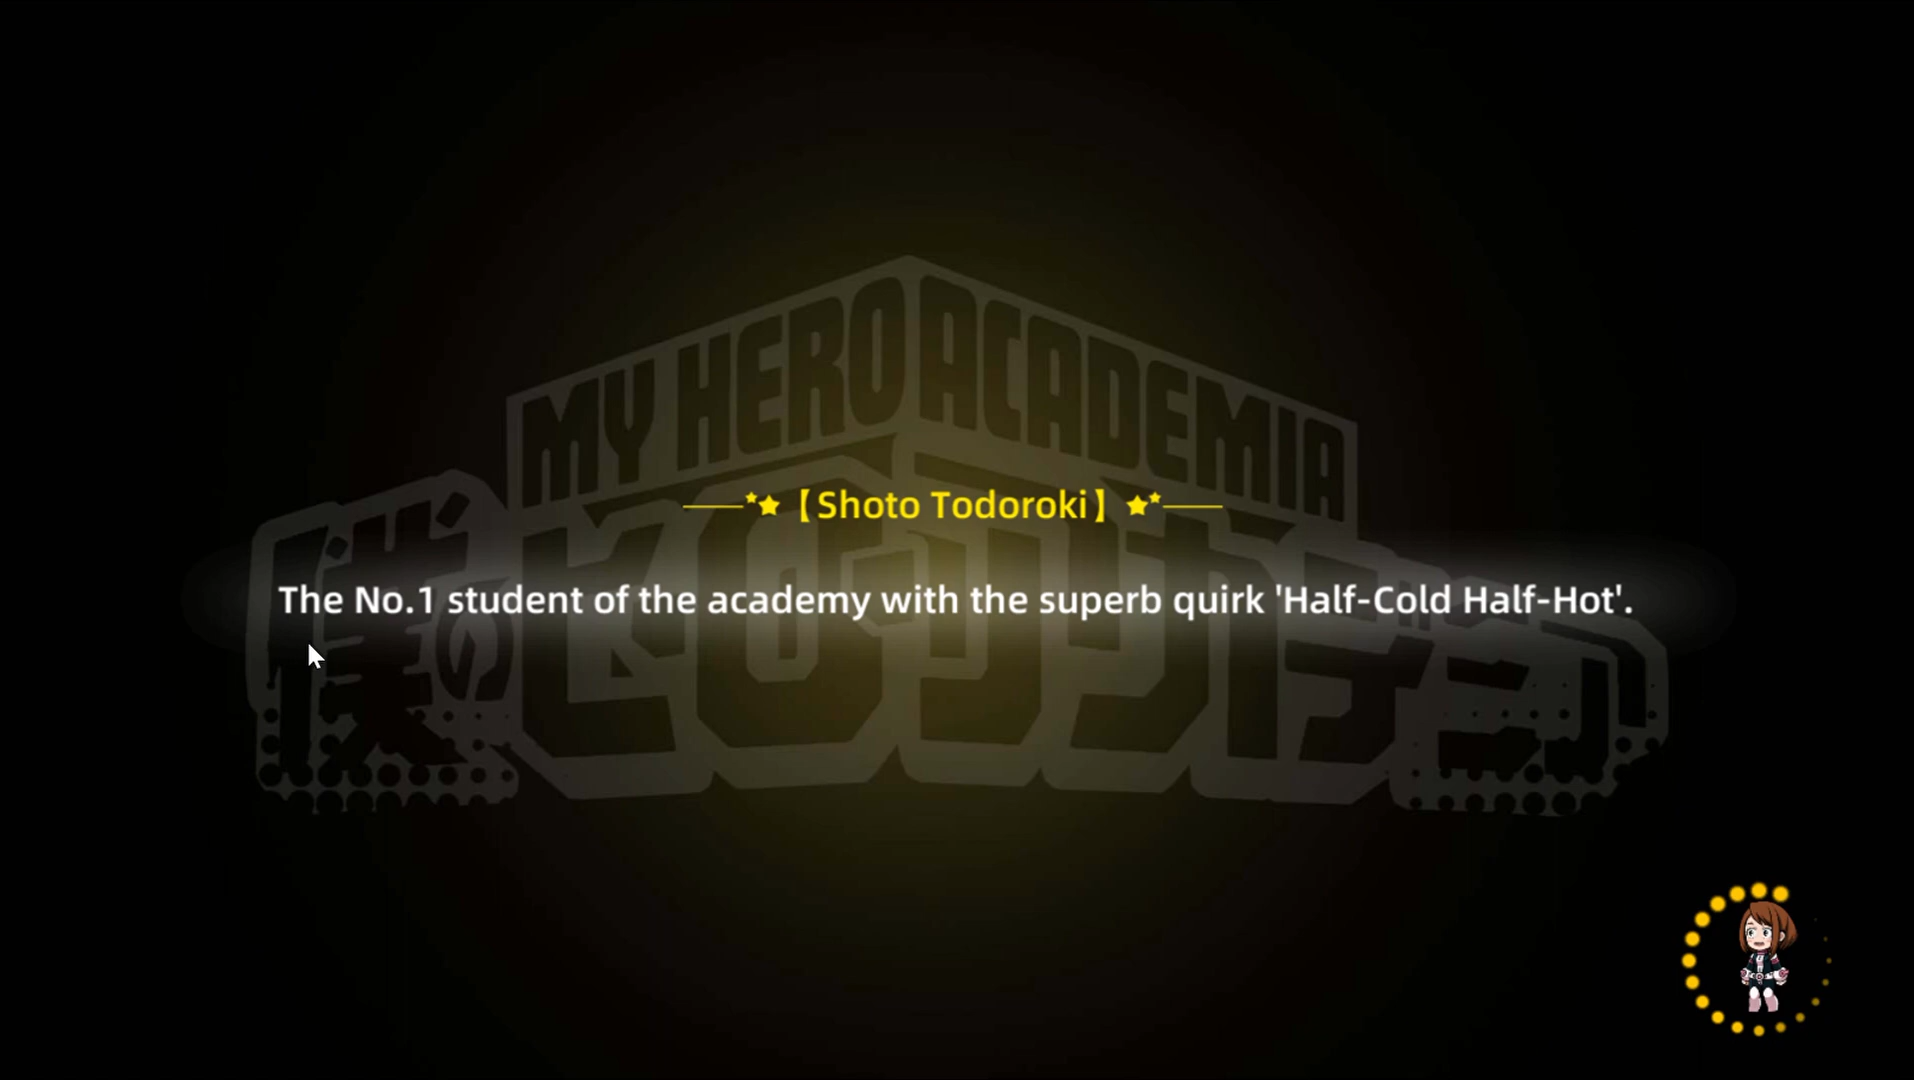 MY HERO ACADEMIA
僕のヒーローアカデミア
【Shoto Todoroki】
The No.1 student of the academy with the superb quirk 'Half-Cold Half-Hot'.